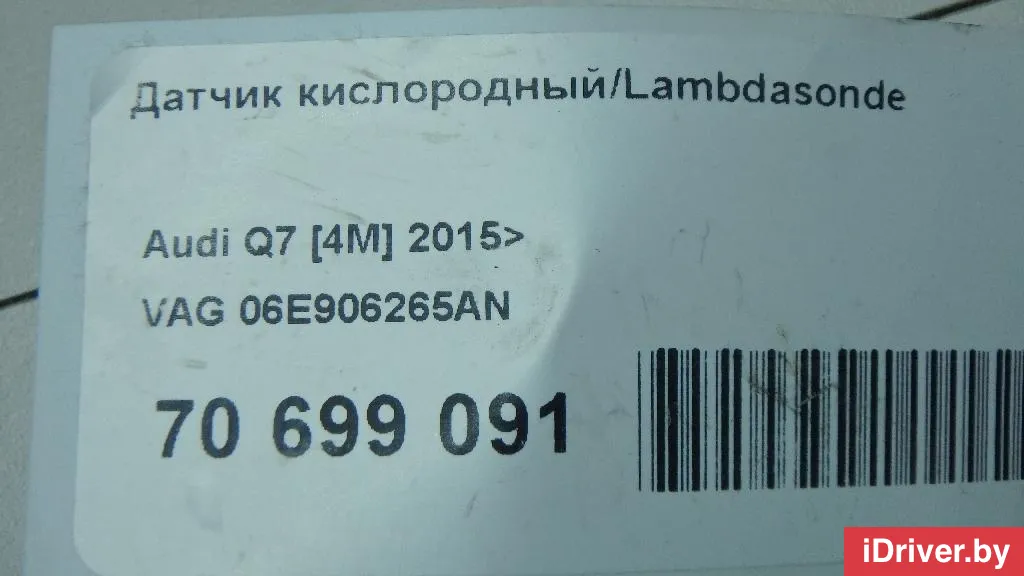 Датчик кислородный/Lambdasonde
Audi Q7 [4M] 2015>
VAG 06E906265AN
70 699 091
iDriver.by